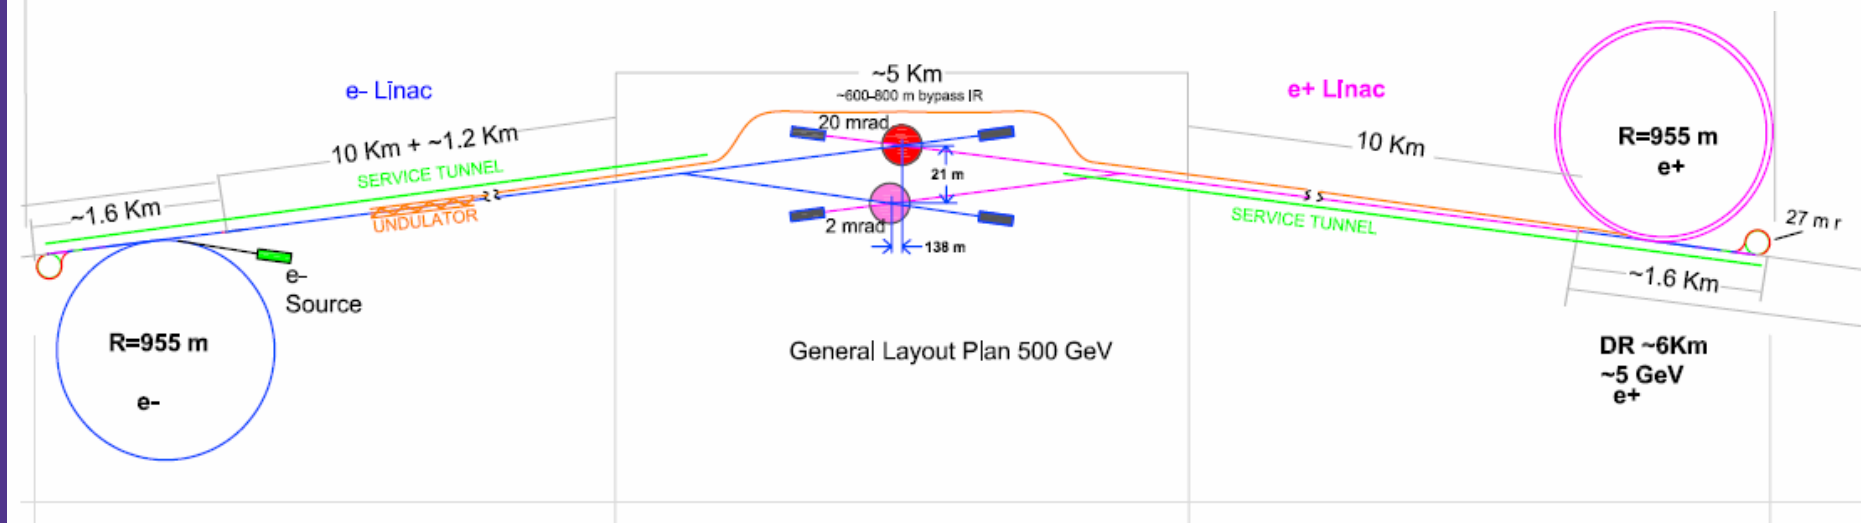 e- Linac
10 Km + ~1.2 Km
SERVICE TUNNEL
~1.6 Km
UNDULATOR
e-
Source
R=955 m
e-
~5 Km
~600-800 m bypass IR
20 mrad
21 m
2 mrad
138 m
General Layout Plan 500 GeV
e+ Linac
10 Km
SERVICE TUNNEL
R=955 m
e+
27 m r
~1.6 Km
DR ~6Km
~5 GeV
e+